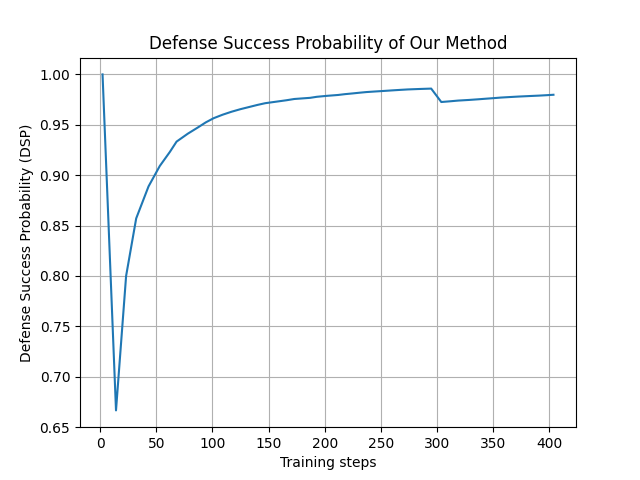 Defense Success Probability of Our Method
Defense Success Probability (DSP)
1.00
0.95
0.90
0.85
0.80
0.75
0.70
0.65
0 50 100 150 200 250 300 350 400
Training steps